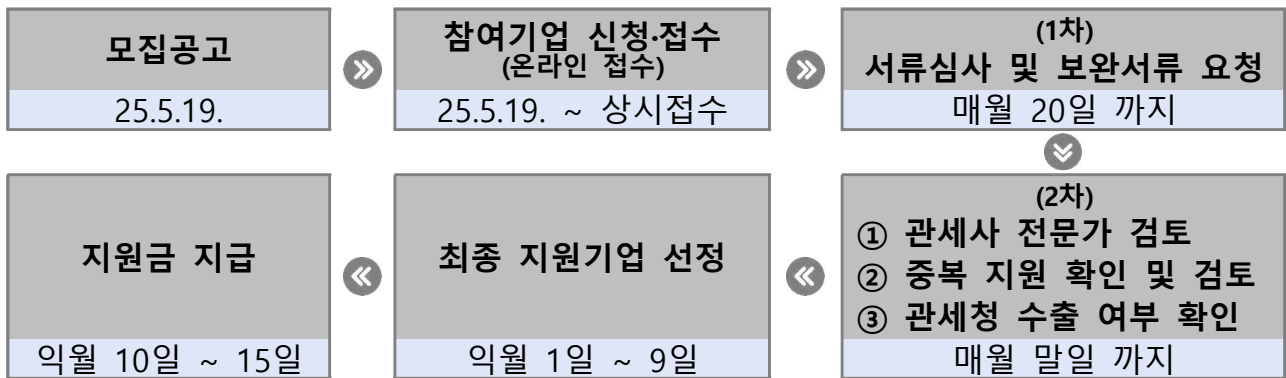 모집공고
25.5.19.
참여기업 신청·접수
(온라인 접수)
25.5.19. ~ 상시접수
(1차)
서류심사 및 보완서류 요청
매월 20일 까지
(2차)
① 관세사 전문가 검토
② 중복 지원 확인 및 검토
③ 관세청 수출 여부 확인
매월 말일 까지
최종 지원기업 선정
익월 1일 ~ 9일
지원금 지급
익월 10일 ~ 15일